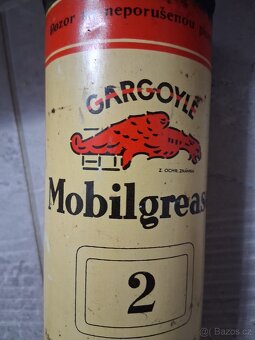 Pozor neporušenou
GARGOYLE
Z. OCHR. ZNÁMKA
Mobilgreas
2
Bazos.cz